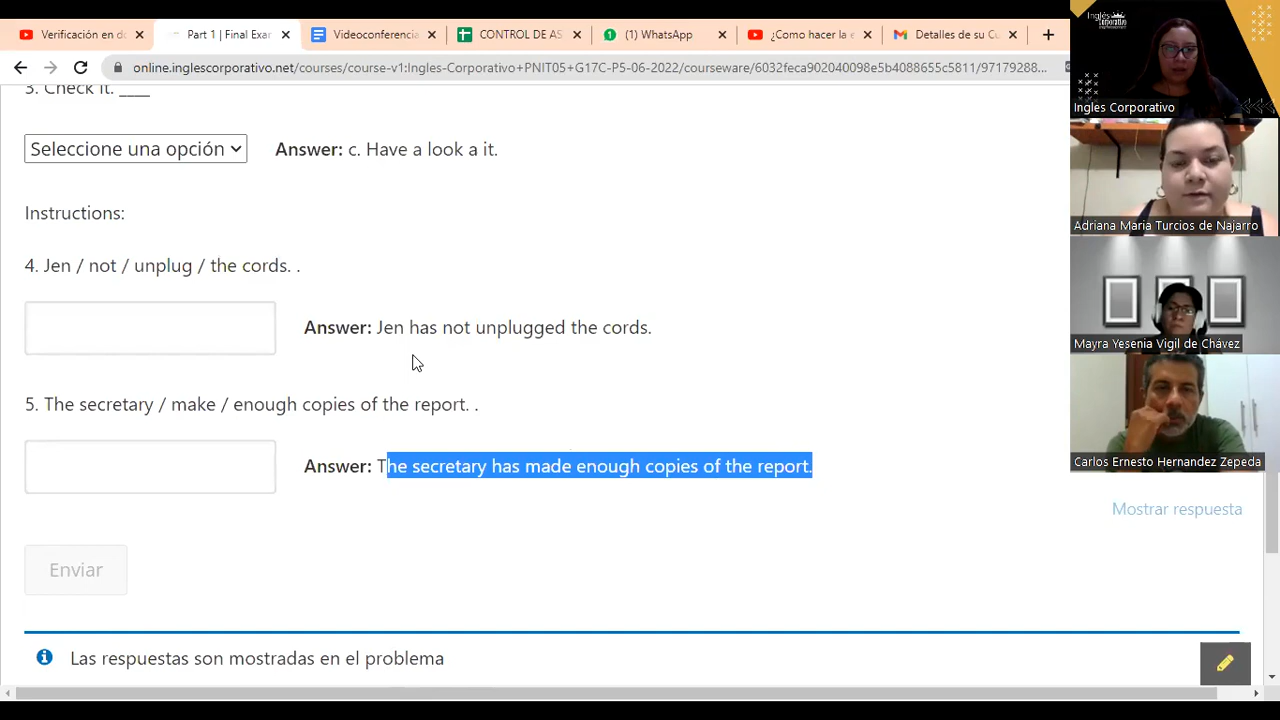 Verificación en do
Part 1 | Final Exar
Videoconferencia
CONTROL DE AS
(1) WhatsApp
¿Como hacer la e
Detalles de su Cu
online.inglescorporativo.net/courses/course-v1:Ingles-Corporativo+PNIT05+G17C-P5-06-2022/courseware/6032feca902040098e5b4088655c5811/97179288...
3. Check it. ____
Seleccione una opción
Answer: c. Have a look a it.
Instructions:
4. Jen / not / unplug / the cords. .
Answer: Jen has not unplugged the cords.
5. The secretary / make / enough copies of the report. .
Answer: The secretary has made enough copies of the report.
Mostrar respuesta
Enviar
Las respuestas son mostradas en el problema
Inglés
Corporativo
Ingles Corporativo
Adriana Maria Turcios de Najarro
Mayra Yesenia Vigil de Chávez
Carlos Ernesto Hernandez Zepeda